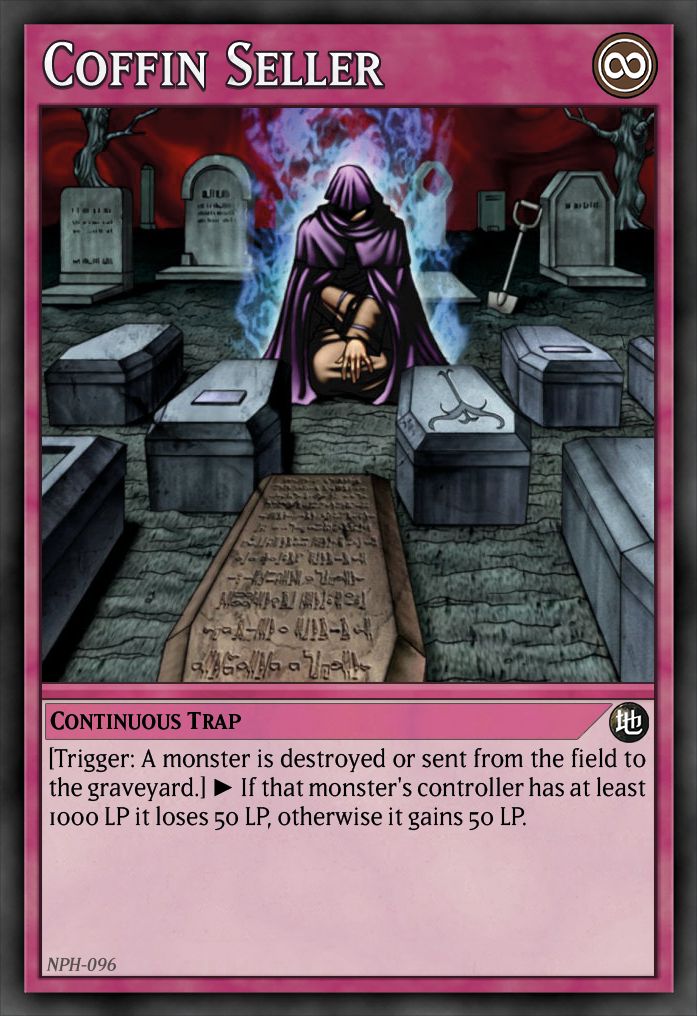 Coffin Seller
Continuous Trap
[Trigger: A monster is destroyed or sent from the field to
the graveyard.] ► If that monster's controller has at least
1000 LP it loses 50 LP, otherwise it gains 50 LP.
NPH-096